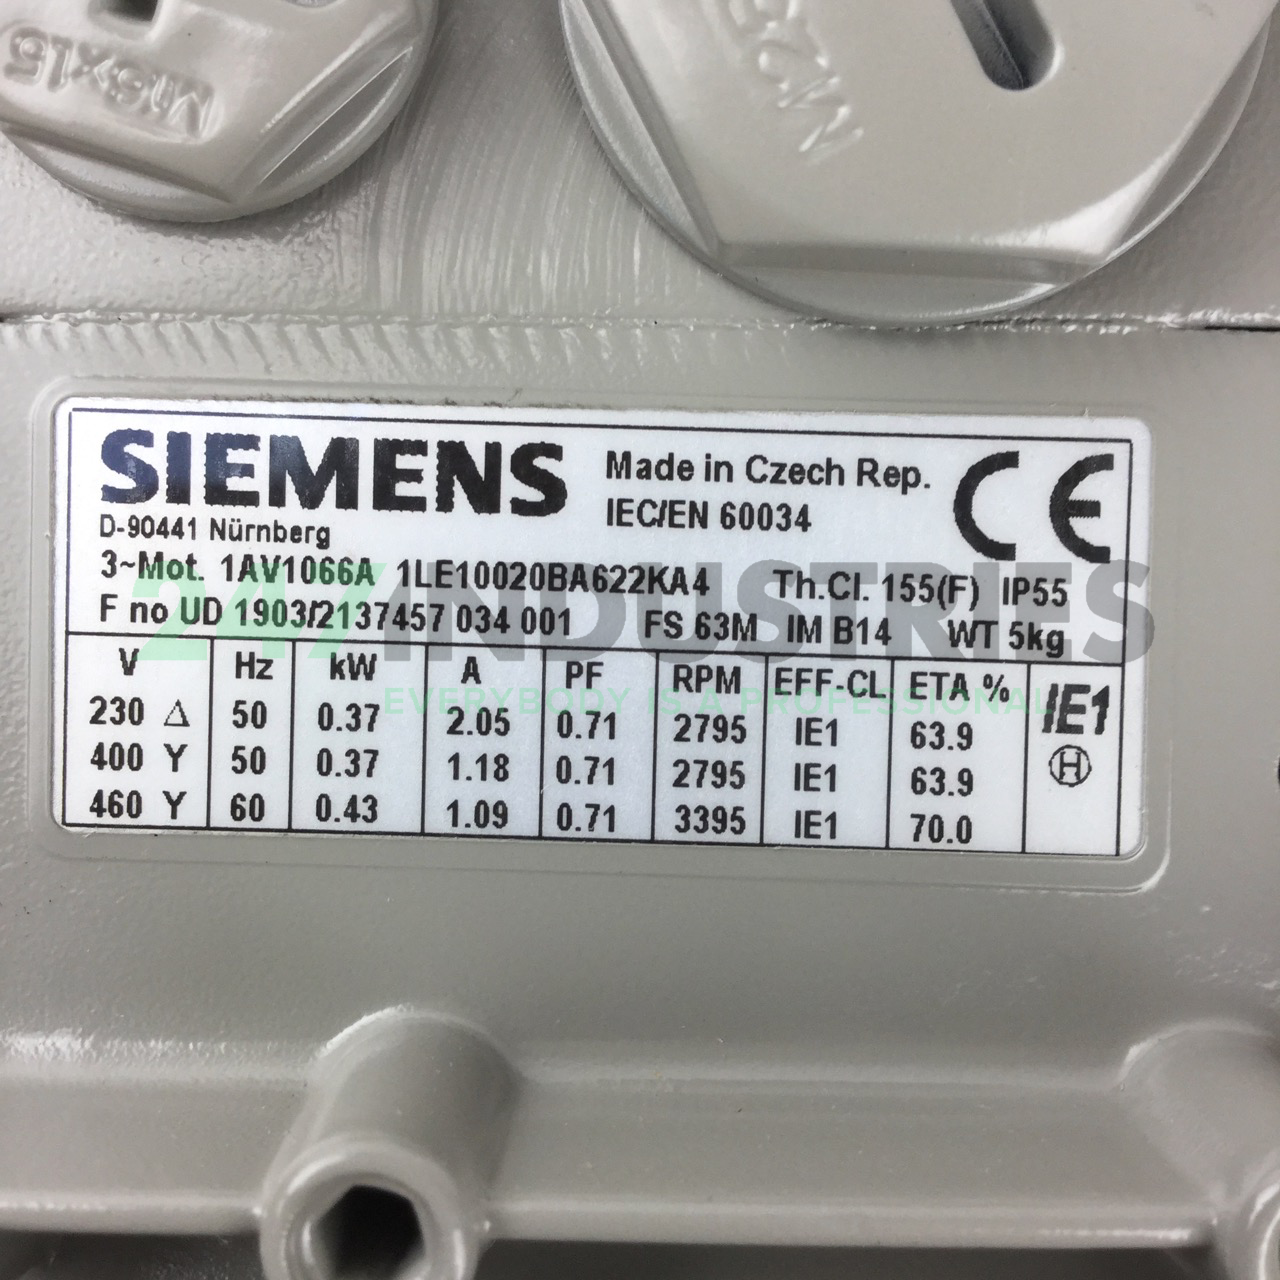 M16x1.5
M25x
SIEMENS
D-90441 Nürnberg
Made in Czech Rep.
IEC/EN 60034
CE
3~Mot. 1AV1066A 1LE10020BA622KA4 Th.Cl. 155(F) IP55
F no UD 1903/2137457 034 001 FS 63M IM B14 WT 5kg
V Hz kW A PF RPM EFF-CL ETA %
230 Δ 50 0.37 2.05 0.71 2795 IE1 63.9
400 Y 50 0.37 1.18 0.71 2795 IE1 63.9
460 Y 60 0.43 1.09 0.71 3395 IE1 70.0
IE1
H
247INDUSTRIES
EVERYBODY IS A PROFESSIONAL